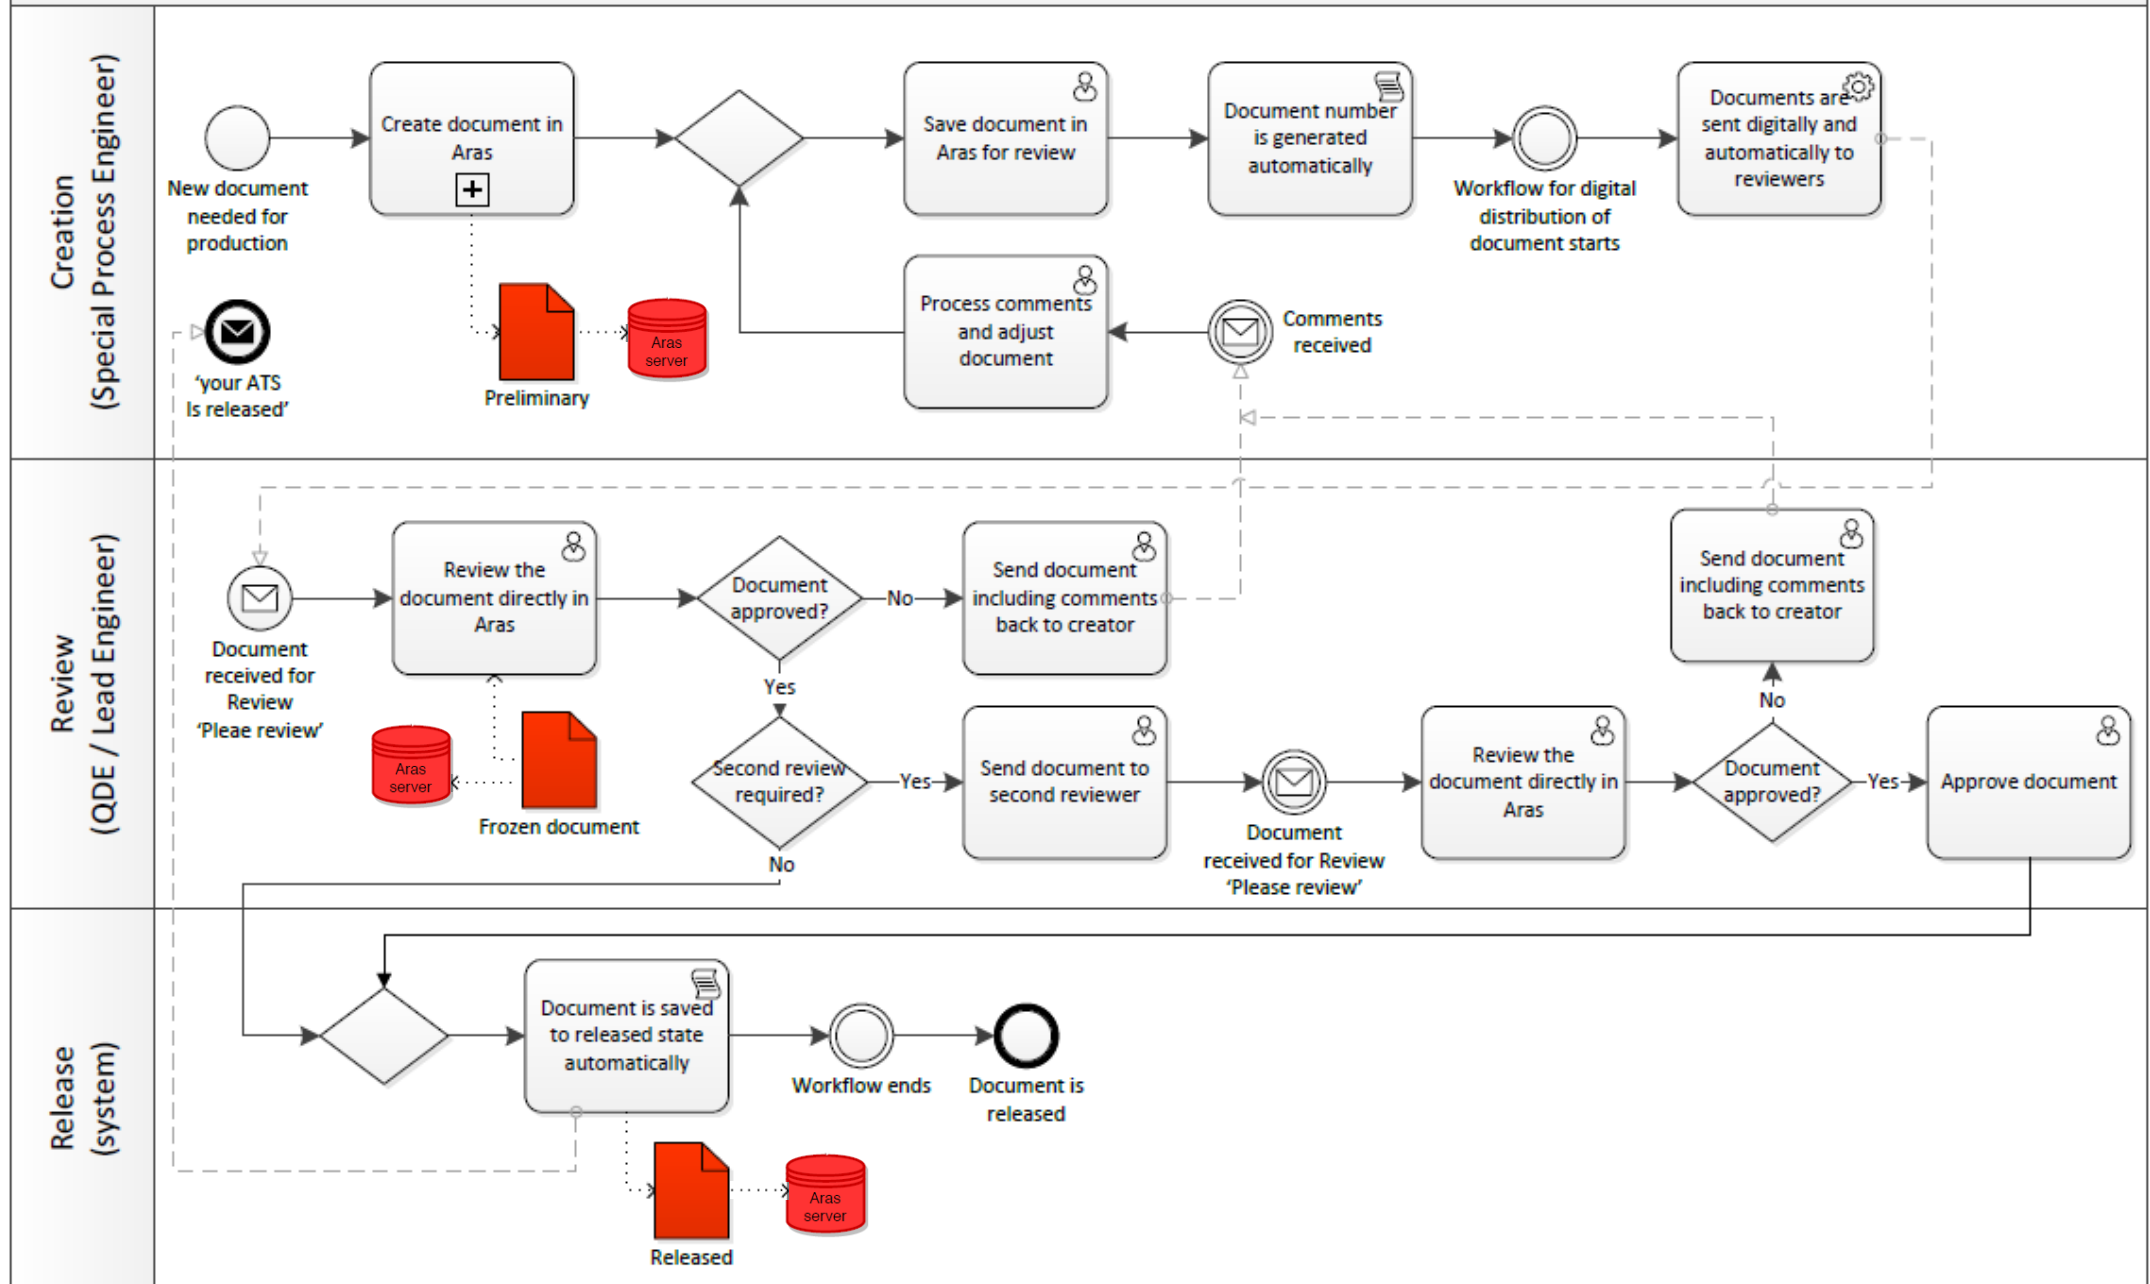 Creation
(Special Process Engineer)
New document
needed for
production
Create document in
Aras
Save document in
Aras for review
Document number
is generated
automatically
Workflow for digital
distribution of
document starts
Documents are
sent digitally and
automatically to
reviewers
‘your ATS
Is released’
Preliminary
Aras
server
Process comments
and adjust
document
Comments
received
Review
(QDE / Lead Engineer)
Document
received for
Review
‘Pleae review’
Review the
document directly in
Aras
Aras
server
Frozen document
Document
approved?
No
Send document
including comments
back to creator
Yes
Second review
required?
Yes
No
Send document to
second reviewer
Document
received for Review
‘Please review’
Review the
document directly in
Aras
Document
approved?
No
Send document
including comments
back to creator
Yes
Approve document
Release
(system)
Document is saved
to released state
automatically
Workflow ends
Document is
released
Released
Aras
server